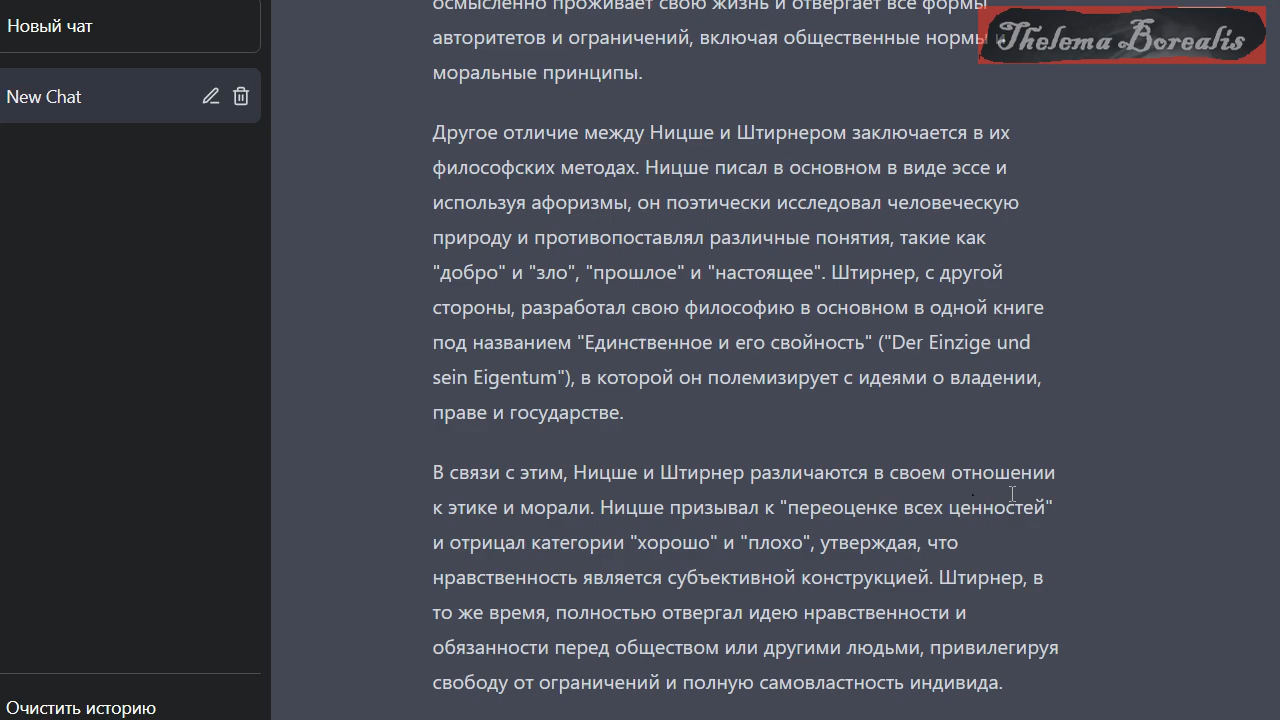 Новый чат
New Chat
Очистить историю
Thelema Borealis
осмысленно проживает свою жизнь и отвергает все формы
авторитетов и ограничений, включая общественные нормы и
моральные принципы.
Другое отличие между Ницше и Штирнером заключается в их
философских методах. Ницше писал в основном в виде эссе и
используя афоризмы, он поэтически исследовал человеческую
природу и противопоставлял различные понятия, такие как
"добро" и "зло", "прошлое" и "настоящее". Штирнер, с другой
стороны, разработал свою философию в основном в одной книге
под названием "Единственное и его свойность" ("Der Einzige und
sein Eigentum"), в которой он полемизирует с идеями о владении,
праве и государстве.
В связи с этим, Ницше и Штирнер различаются в своем отношении
к этике и морали. Ницше призывал к "переоценке всех ценностей"
и отрицал категории "хорошо" и "плохо", утверждая, что
нравственность является субъективной конструкцией. Штирнер, в
то же время, полностью отвергал идею нравственности и
обязанности перед обществом или другими людьми, привилегируя
свободу от ограничений и полную самовластность индивида.